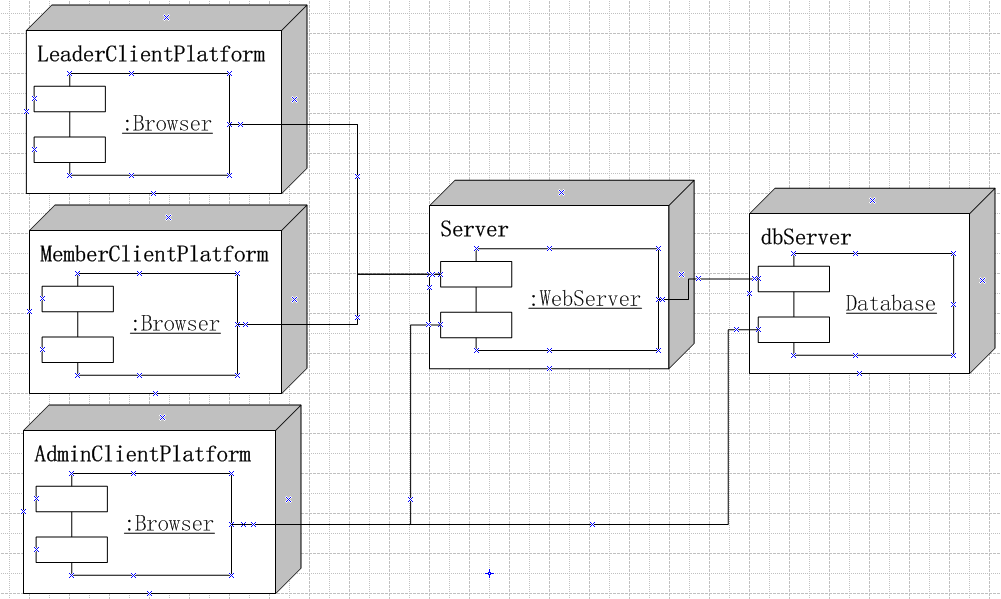 LeaderClientPlatform
:Browser
MemberClientPlatform
:Browser
AdminClientPlatform
:Browser
Server
:WebServer
dbServer
Database